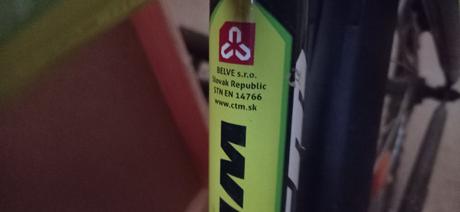 BELVE s.r.o.
Slovak Republic
STN EN 14766
www.ctm.sk